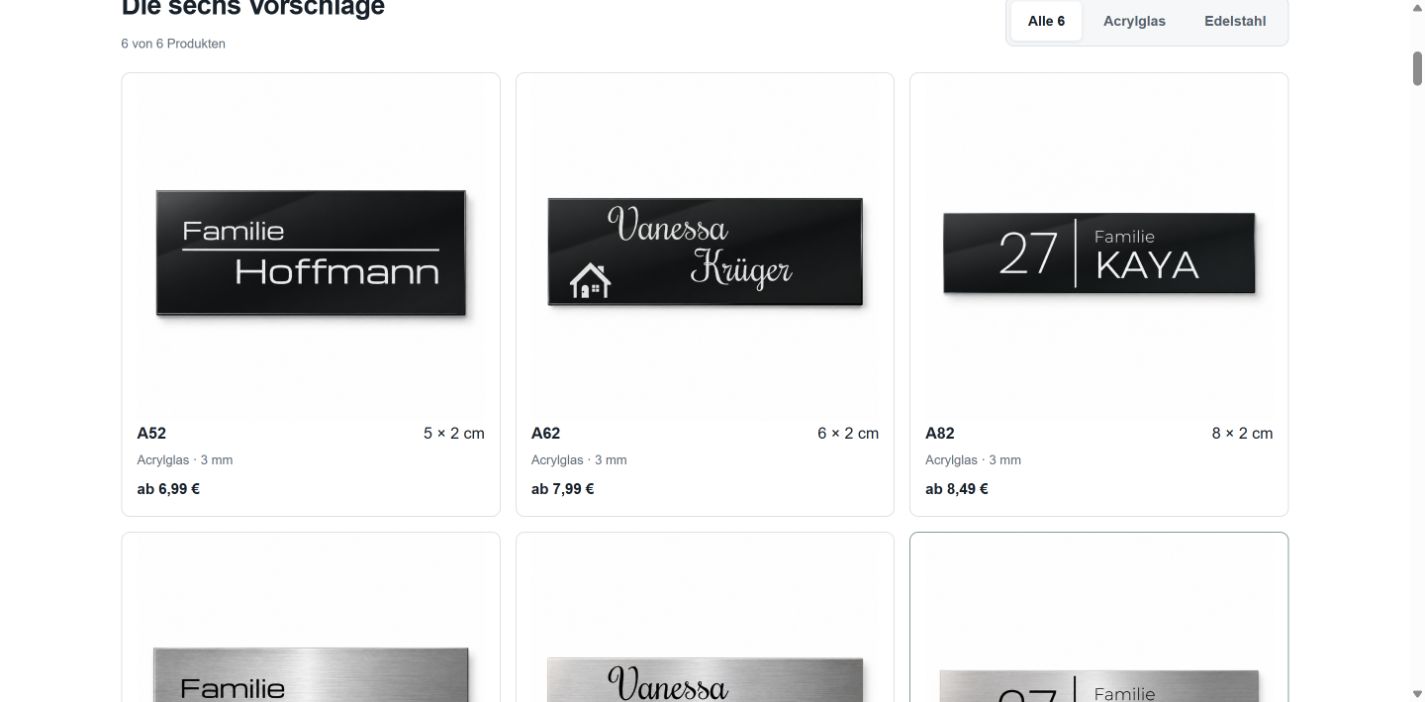 Die sechs Vorschläge
6 von 6 Produkten
Alle 6 Acrylglas Edelstahl
Familie
Hoffmann
Vanessa
Krüger
27 Familie
KAYA
A52 5 × 2 cm
Acrylglas · 3 mm
ab 6,99 €
A62 6 × 2 cm
Acrylglas · 3 mm
ab 7,99 €
A82 8 × 2 cm
Acrylglas · 3 mm
ab 8,49 €
Familie
Vanessa
27 Familie